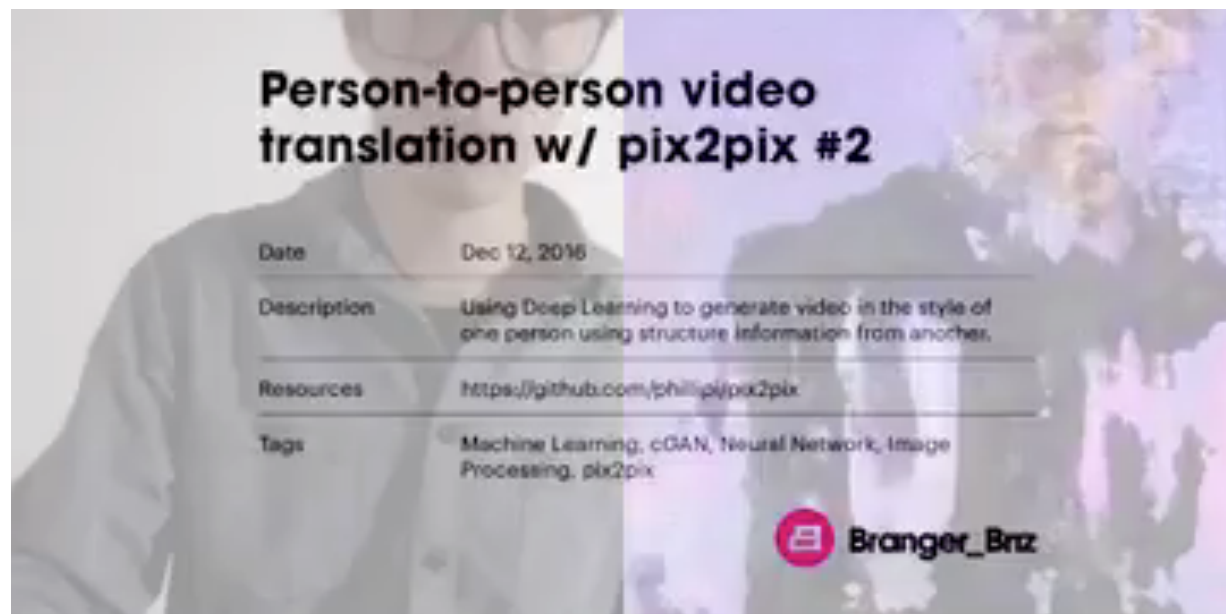 Person-to-person video
translation w/ pix2pix #2
Date Dec 12, 2016
Description Using Deep Learning to generate video in the style of
one person using structure information from another.
Resources https://github.com/phillipi/pix2pix
Tags Machine Learning, cGAN, Neural Network, Image
Processing, pix2pix
Branger_Briz